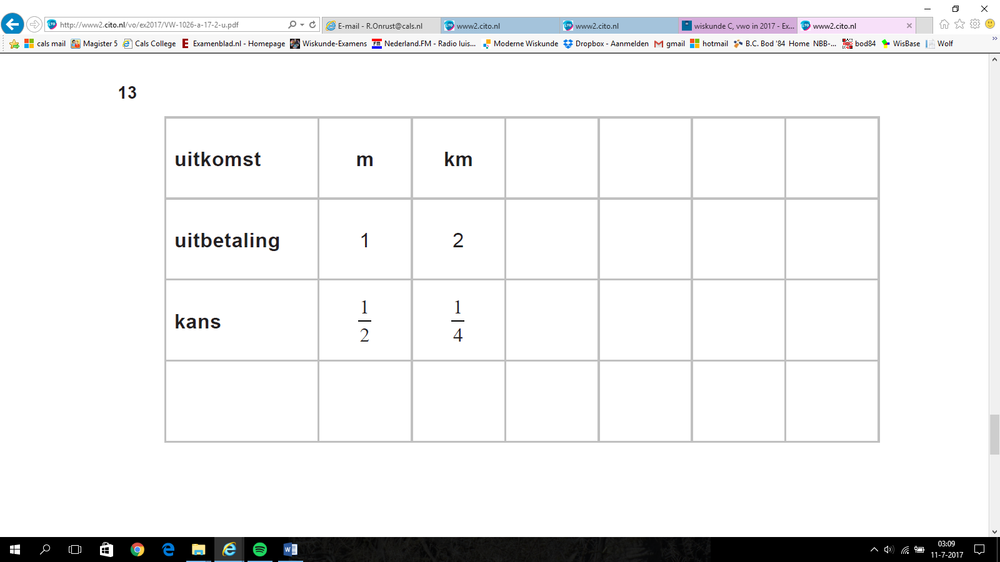 http://www2.cito.nl/vo/ex2017/VW-1026-a-17-2-u.pdf
E-mail - R.Onrust@cals.nl
www2.cito.nl
www2.cito.nl
wiskunde C, vwo in 2017 - Ex...
www2.cito.nl
cals mail
Magister 5
Cals College
Examenblad.nl - Homepage
Wiskunde-Examens
Nederland.FM - Radio luis...
Moderne Wiskunde
Dropbox - Aanmelden
gmail
hotmail
B.C. Bod '84 Home NBB-...
bod84
WisBase
Wolf
13
uitkomst m km
uitbetaling 1 2
kans 1/2 1/4
03:09
11-7-2017